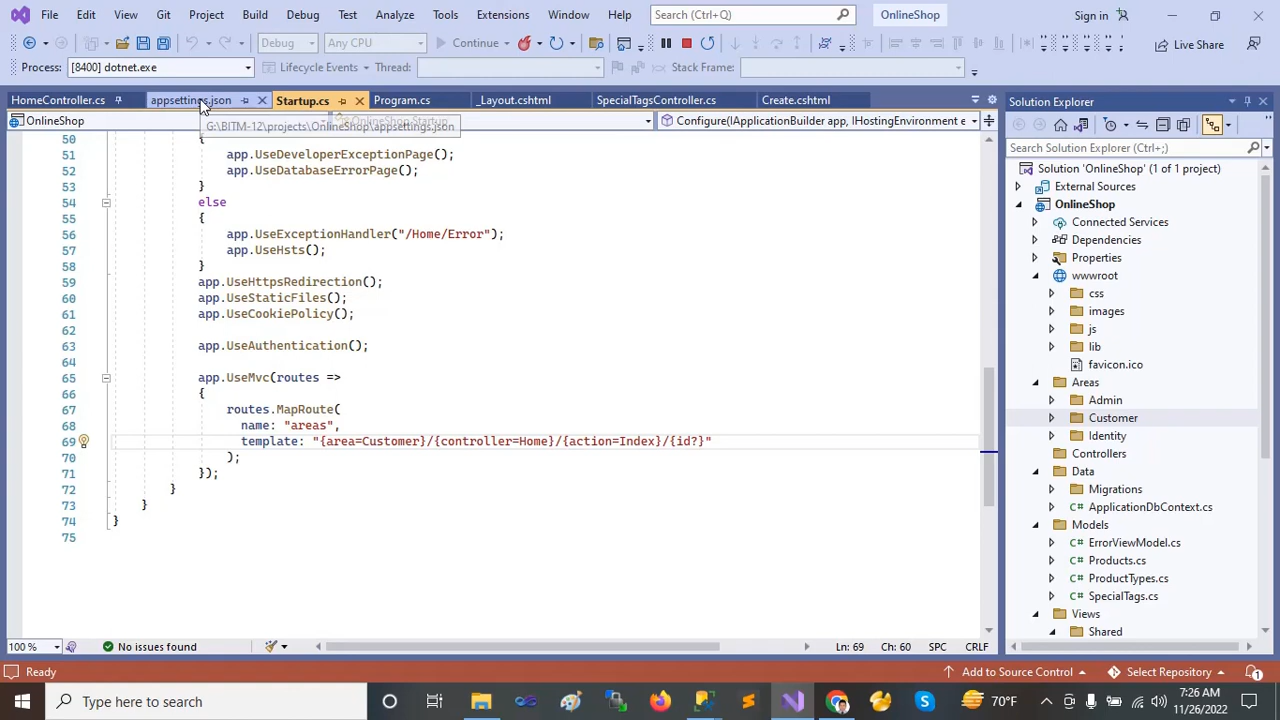 File Edit View Git Project Build Debug Test Analyze Tools Extensions Window Help Search (Ctrl+Q) OnlineShop Sign in
Debug Any CPU Continue Live Share
Process: [8400] dotnet.exe Lifecycle Events Thread: Stack Frame:
HomeController.cs appsettings.json Startup.cs Program.cs _Layout.cshtml SpecialTagsController.cs Create.cshtml
OnlineShop OnlineShop.Startup Configure(IApplicationBuilder app, IHostingEnvironment e
G:\BITM-12\projects\OnlineShop\appsettings.json
50 {
51 app.UseDeveloperExceptionPage();
52 app.UseDatabaseErrorPage();
53 }
54 else
55 {
56 app.UseExceptionHandler("/Home/Error");
57 app.UseHsts();
58 }
59 app.UseHttpsRedirection();
60 app.UseStaticFiles();
61 app.UseCookiePolicy();
62
63 app.UseAuthentication();
64
65 app.UseMvc(routes =>
66 {
67 routes.MapRoute(
68 name: "areas",
69 template: "{area=Customer}/{controller=Home}/{action=Index}/{id?}"
70 );
71 });
72 }
73 }
74 }
75
100 % No issues found Ln: 69 Ch: 60 SPC CRLF
Solution Explorer
Search Solution Explorer (Ctrl+;)
Solution 'OnlineShop' (1 of 1 project)
External Sources
OnlineShop
Connected Services
Dependencies
Properties
wwwroot
css
images
js
lib
favicon.ico
Areas
Admin
Customer
Identity
Controllers
Data
Migrations
ApplicationDbContext.cs
Models
ErrorViewModel.cs
Products.cs
ProductTypes.cs
SpecialTags.cs
Views
Shared
Ready Add to Source Control Select Repository 1
Type here to search 70°F 7:26 AM
11/26/2022